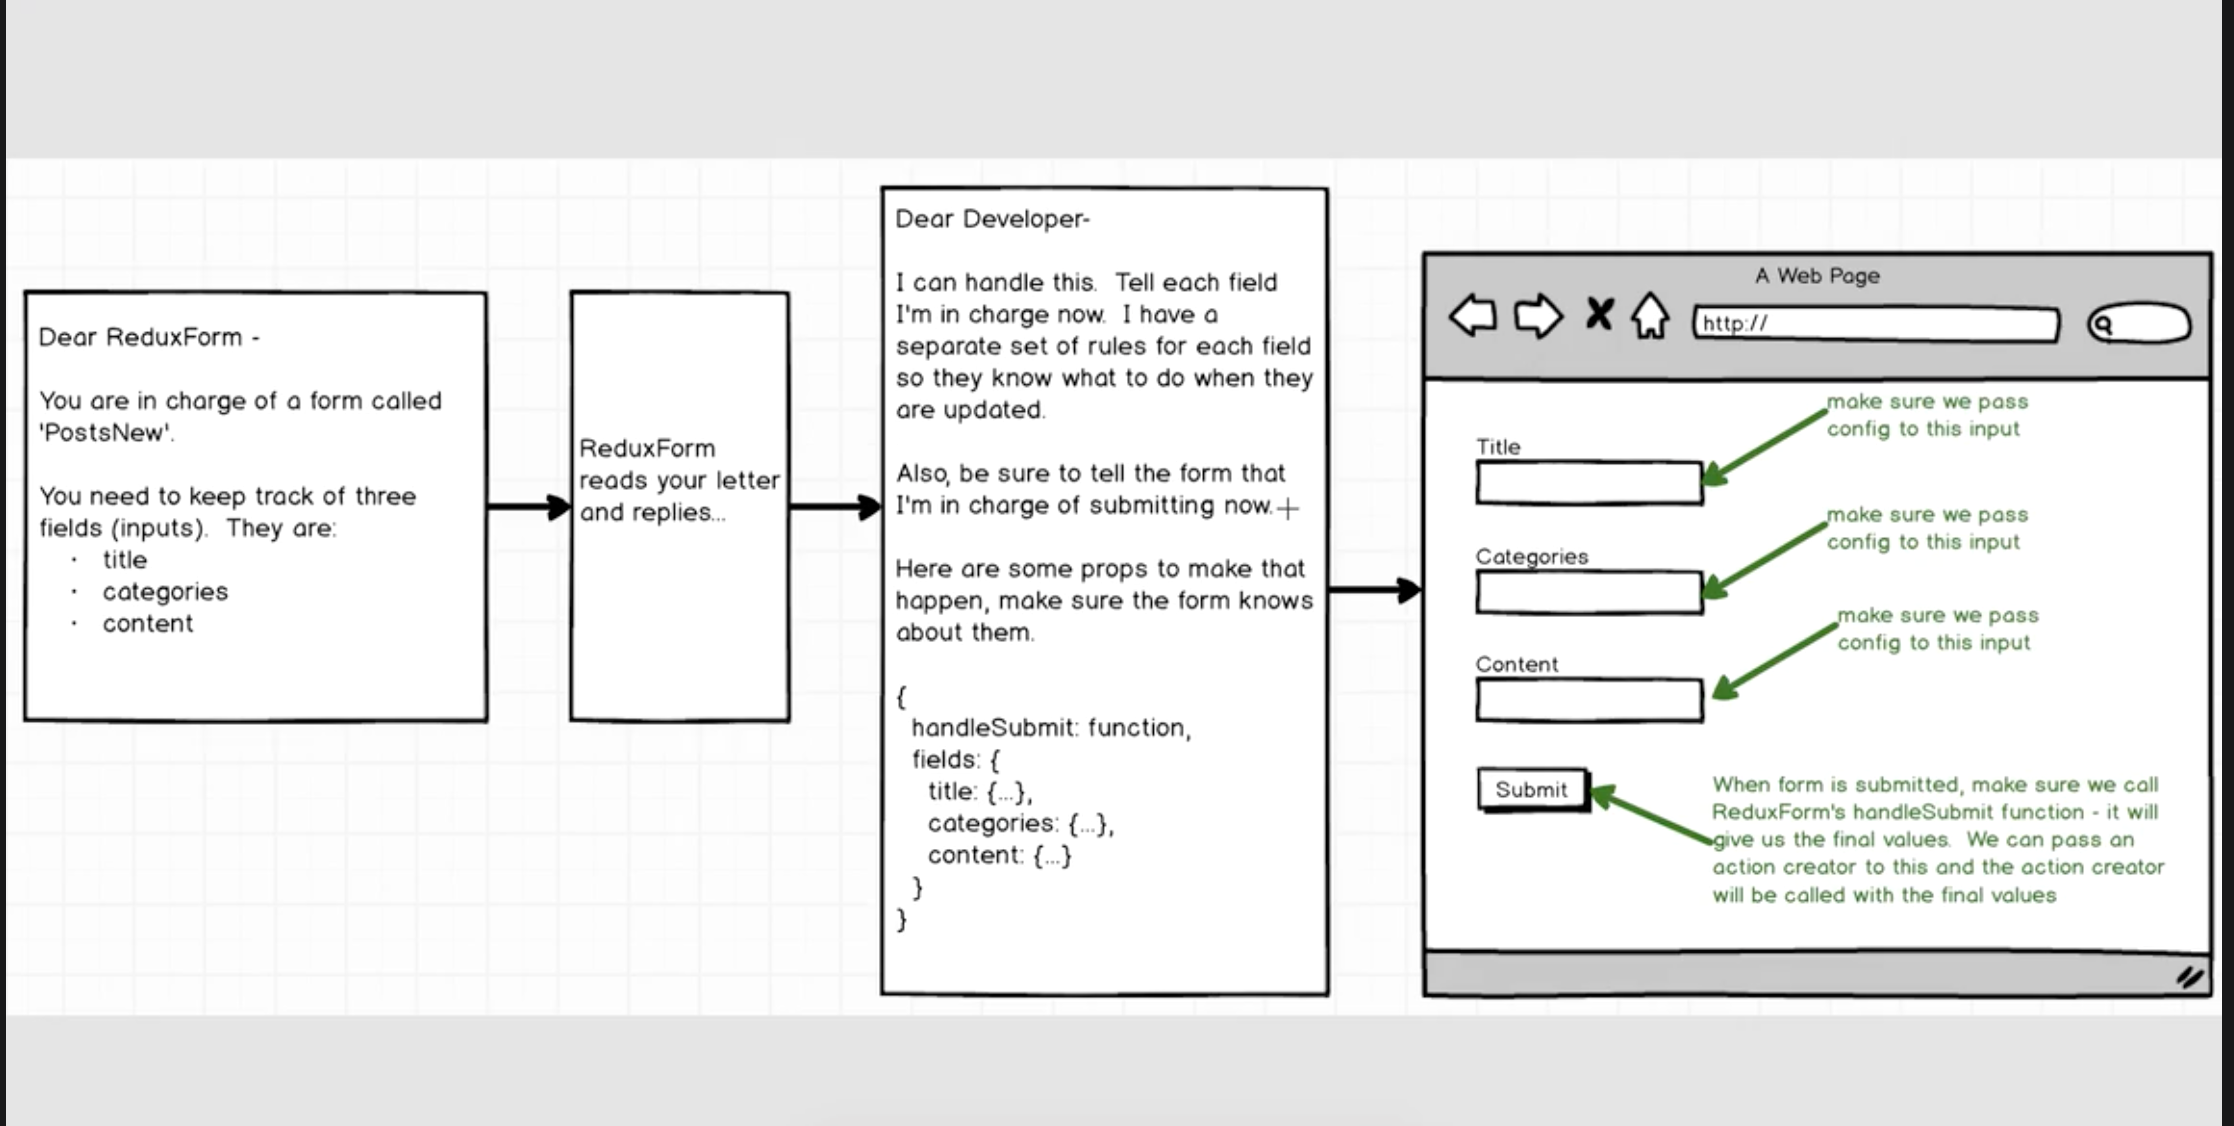 Dear ReduxForm -
You are in charge of a form called
'PostsNew'.
You need to keep track of three
fields (inputs).  They are:
· title
· categories
· content
ReduxForm
reads your letter
and replies...
Dear Developer-
I can handle this.  Tell each field
I'm in charge now.  I have a
separate set of rules for each field
so they know what to do when they
are updated.
Also, be sure to tell the form that
I'm in charge of submitting now.
Here are some props to make that
happen, make sure the form knows
about them.
{
handleSubmit: function,
fields: {
title: {...},
categories: {...},
content: {...}
}
}
A Web Page
http://
make sure we pass
config to this input
Title
make sure we pass
config to this input
Categories
make sure we pass
config to this input
Content
Submit
When form is submitted, make sure we call
ReduxForm's handleSubmit function - it will
give us the final values.  We can pass an
action creator to this and the action creator
will be called with the final values